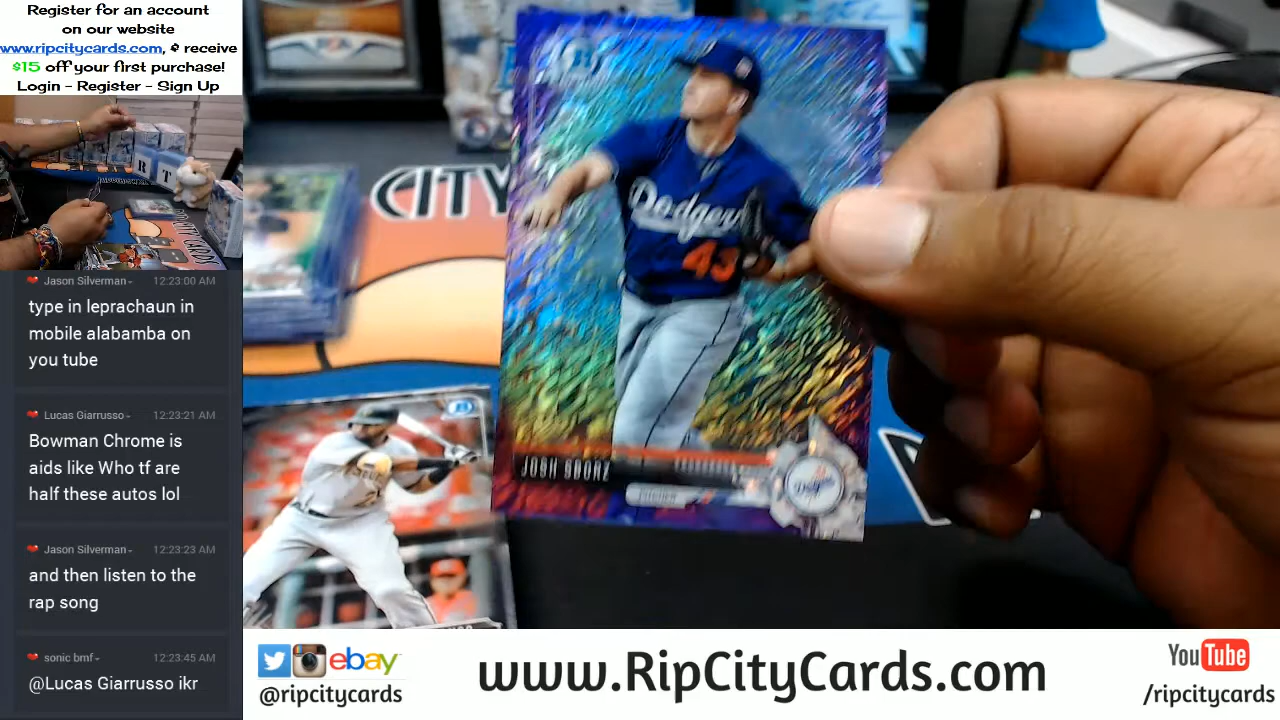 Register for an account
on our website
www.ripcitycards.com, & receive
$15 off your first purchase!
Login - Register - Sign Up
R
T
CITY
Dodgers
43
JOSH SBORZ
PITCHER
Dodgers
Jason Silverman
12:23:00 AM
type in leprachaun in
mobile alabamba on
you tube
Lucas Giarrusso
12:23:21 AM
Bowman Chrome is
aids like Who tf are
half these autos lol
Jason Silverman
12:23:23 AM
and then listen to the
rap song
sonic bmf
12:23:45 AM
@Lucas Giarrusso ikr
ebay
@ripcitycards
www.RipCityCards.com
YouTube
/ripcitycards